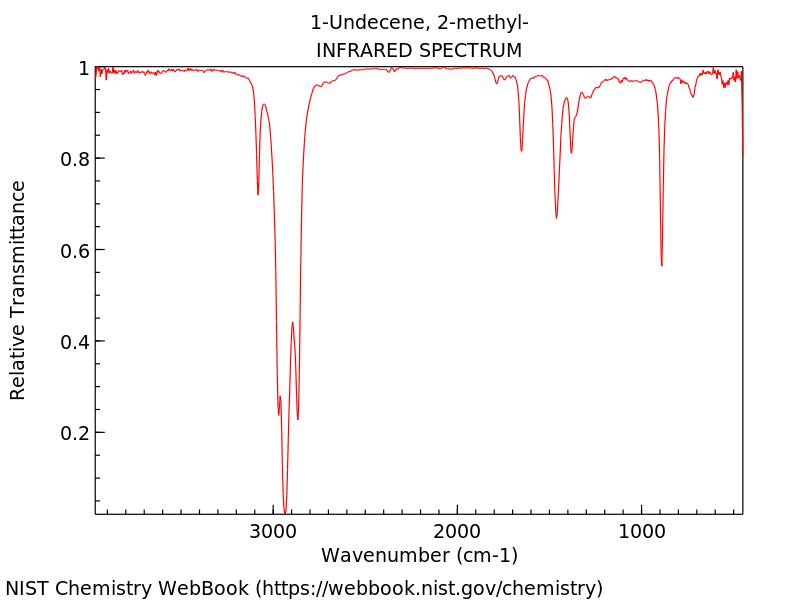 1-Undecene, 2-methyl-
INFRARED SPECTRUM
1
0.8
0.6
0.4
0.2
Relative Transmittance
3000 2000 1000
Wavenumber (cm-1)
NIST Chemistry WebBook (https://webbook.nist.gov/chemistry)